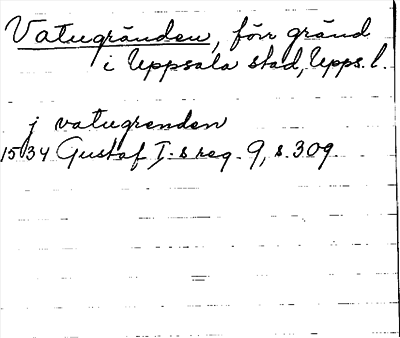 Vatugränden, förr gränd
i Uppsala stad, Upps. l.
j vatugrenden
1534 Gustaf I:s reg. 9, s. 309.